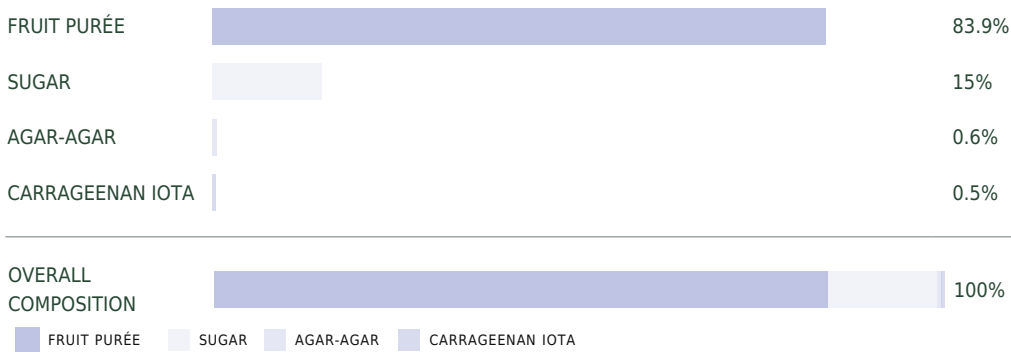 FRUIT PURÉE 83.9%
SUGAR 15%
AGAR-AGAR 0.6%
CARRAGEENAN IOTA 0.5%
OVERALL
COMPOSITION 100%
FRUIT PURÉE SUGAR AGAR-AGAR CARRAGEENAN IOTA